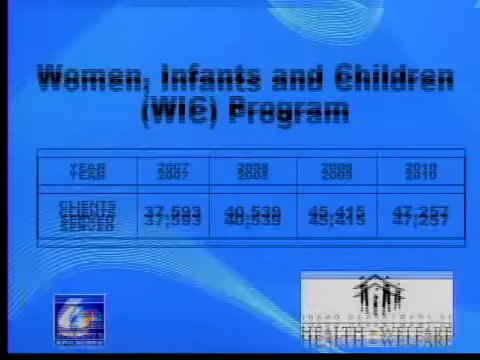 Women, Infants and Children
(WIC) Program
YEAR 2007 2008 2009 2010
CLIENTS SERVED 37,593 40,539 45,415 47,257
6
IDAHO DEPARTMENT OF
HEALTH & WELFARE